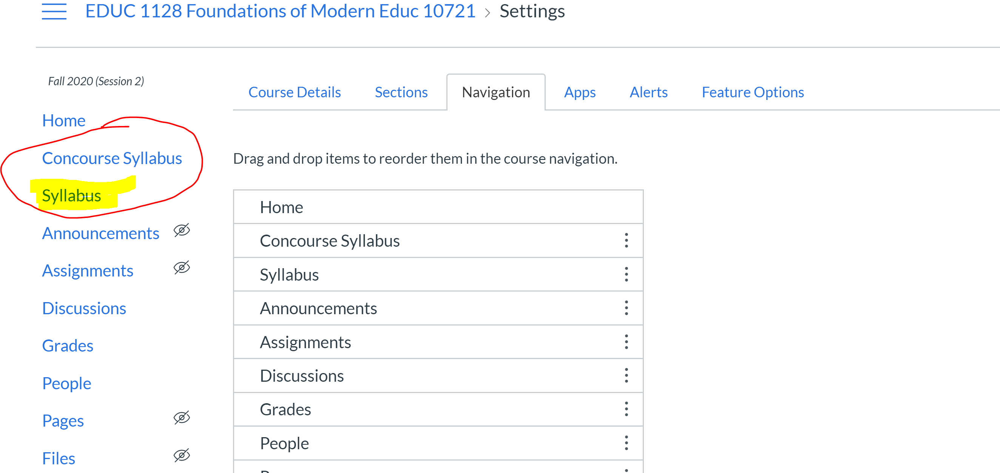 EDUC 1128 Foundations of Modern Educ 10721 > Settings
Fall 2020 (Session 2)
Home
Concourse Syllabus
Syllabus
Announcements
Assignments
Discussions
Grades
People
Pages
Files
Course Details Sections Navigation Apps Alerts Feature Options
Drag and drop items to reorder them in the course navigation.
Home
Concourse Syllabus
Syllabus
Announcements
Assignments
Discussions
Grades
People